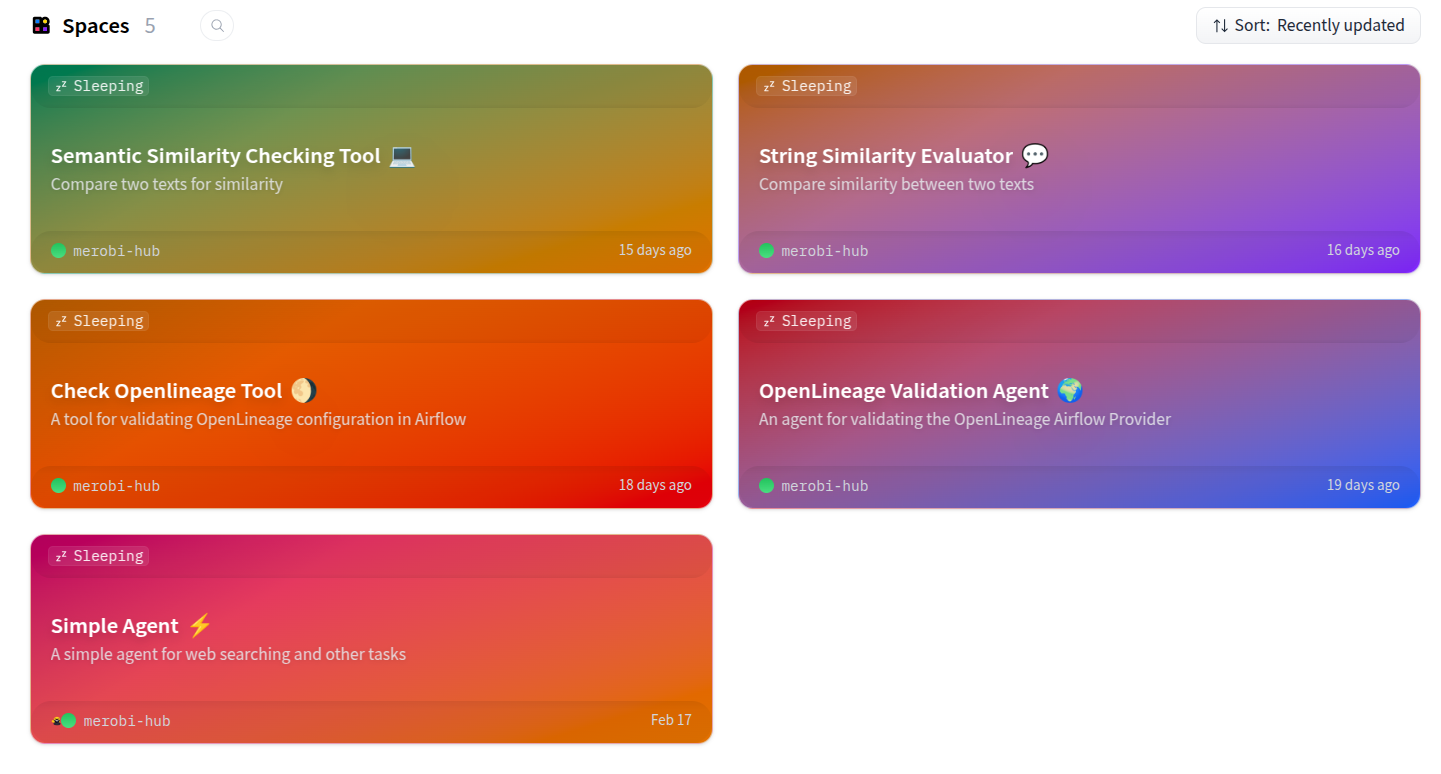 Spaces 5
Sort: Recently updated
zZ Sleeping
Semantic Similarity Checking Tool 💻
Compare two texts for similarity
merobi-hub
15 days ago
zZ Sleeping
String Similarity Evaluator 💬
Compare similarity between two texts
merobi-hub
16 days ago
zZ Sleeping
Check Openlineage Tool 🌖
A tool for validating OpenLineage configuration in Airflow
merobi-hub
18 days ago
zZ Sleeping
OpenLineage Validation Agent 🌍
An agent for validating the OpenLineage Airflow Provider
merobi-hub
19 days ago
zZ Sleeping
Simple Agent ⚡
A simple agent for web searching and other tasks
merobi-hub
Feb 17